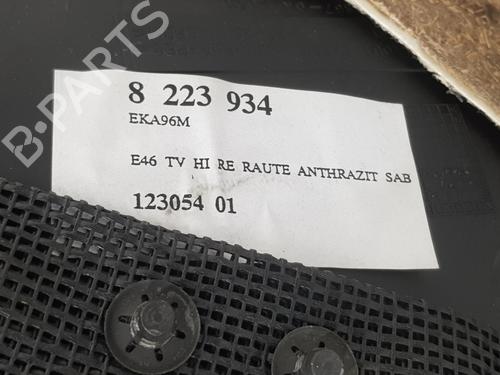 8 223 934
EKA96M
E46 TV HI RE RAUTE ANTHRAZIT SAB
123054 01
B-PARTS